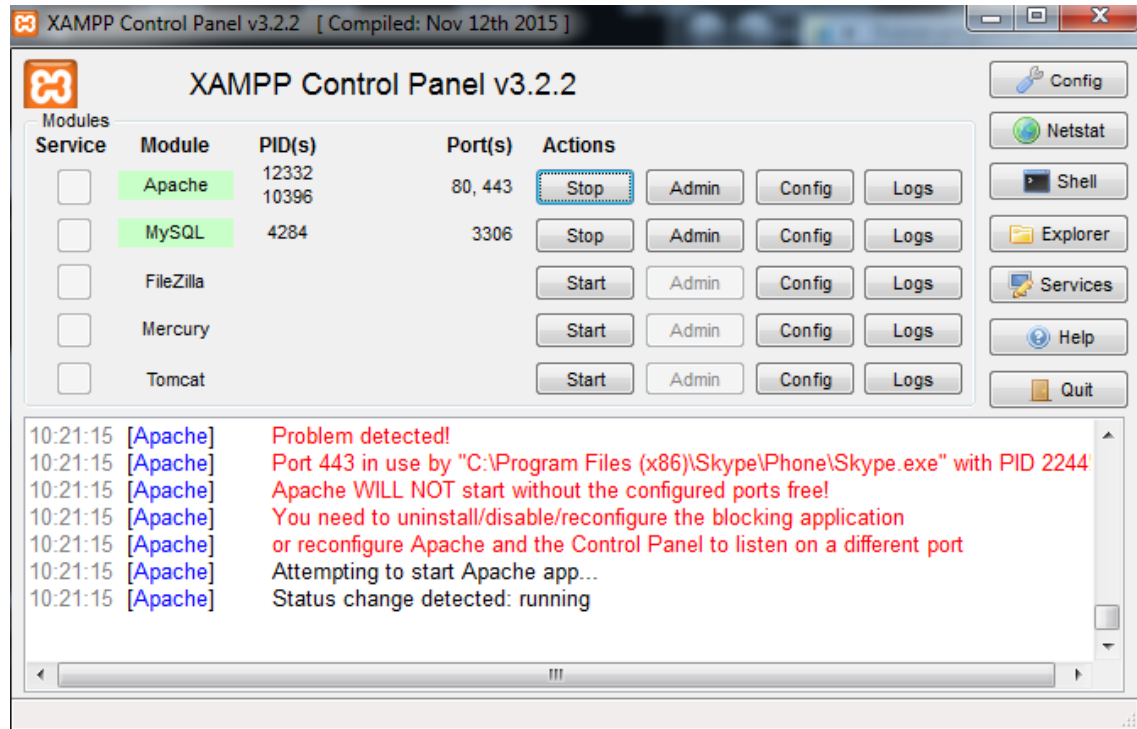 XAMPP Control Panel v3.2.2 [ Compiled: Nov 12th 2015 ]
XAMPP Control Panel v3.2.2
Config
Modules
Netstat
Service Module PID(s) Port(s) Actions
Apache 12332 10396 80, 443 Stop Admin Config Logs
Shell
MySQL 4284 3306 Stop Admin Config Logs
Explorer
FileZilla Start Admin Config Logs
Services
Mercury Start Admin Config Logs
Help
Tomcat Start Admin Config Logs
Quit
10:21:15 [Apache] Problem detected!
10:21:15 [Apache] Port 443 in use by "C:\Program Files (x86)\Skype\Phone\Skype.exe" with PID 2244
10:21:15 [Apache] Apache WILL NOT start without the configured ports free!
10:21:15 [Apache] You need to uninstall/disable/reconfigure the blocking application
10:21:15 [Apache] or reconfigure Apache and the Control Panel to listen on a different port
10:21:15 [Apache] Attempting to start Apache app...
10:21:15 [Apache] Status change detected: running